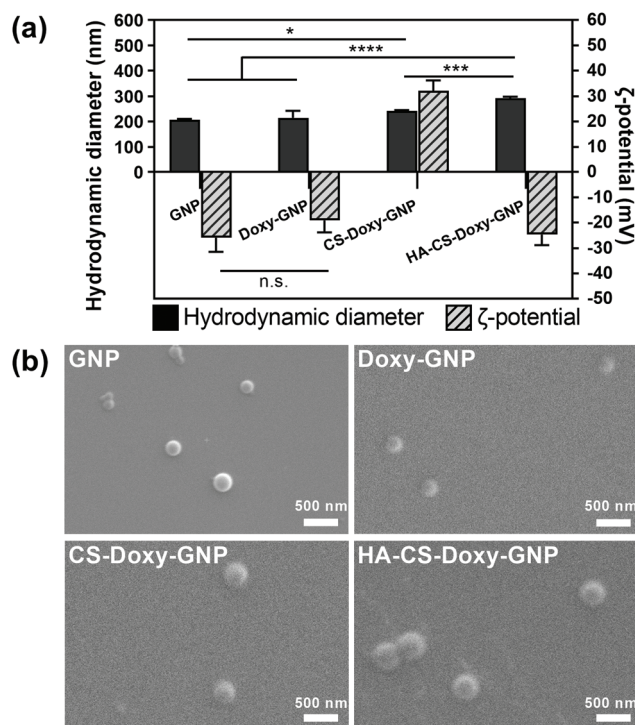 (a)
Hydrodynamic diameter (nm)
600
500
400
300
200
100
0
*
****
***
GNP
Doxy-GNP
CS-Doxy-GNP
HA-CS-Doxy-GNP
n.s.
60
50
40
30
20
10
0
-10
-20
-30
-40
-50
ζ-potential (mV)
Hydrodynamic diameter
ζ-potential
(b)
GNP
500 nm
Doxy-GNP
500 nm
CS-Doxy-GNP
500 nm
HA-CS-Doxy-GNP
500 nm